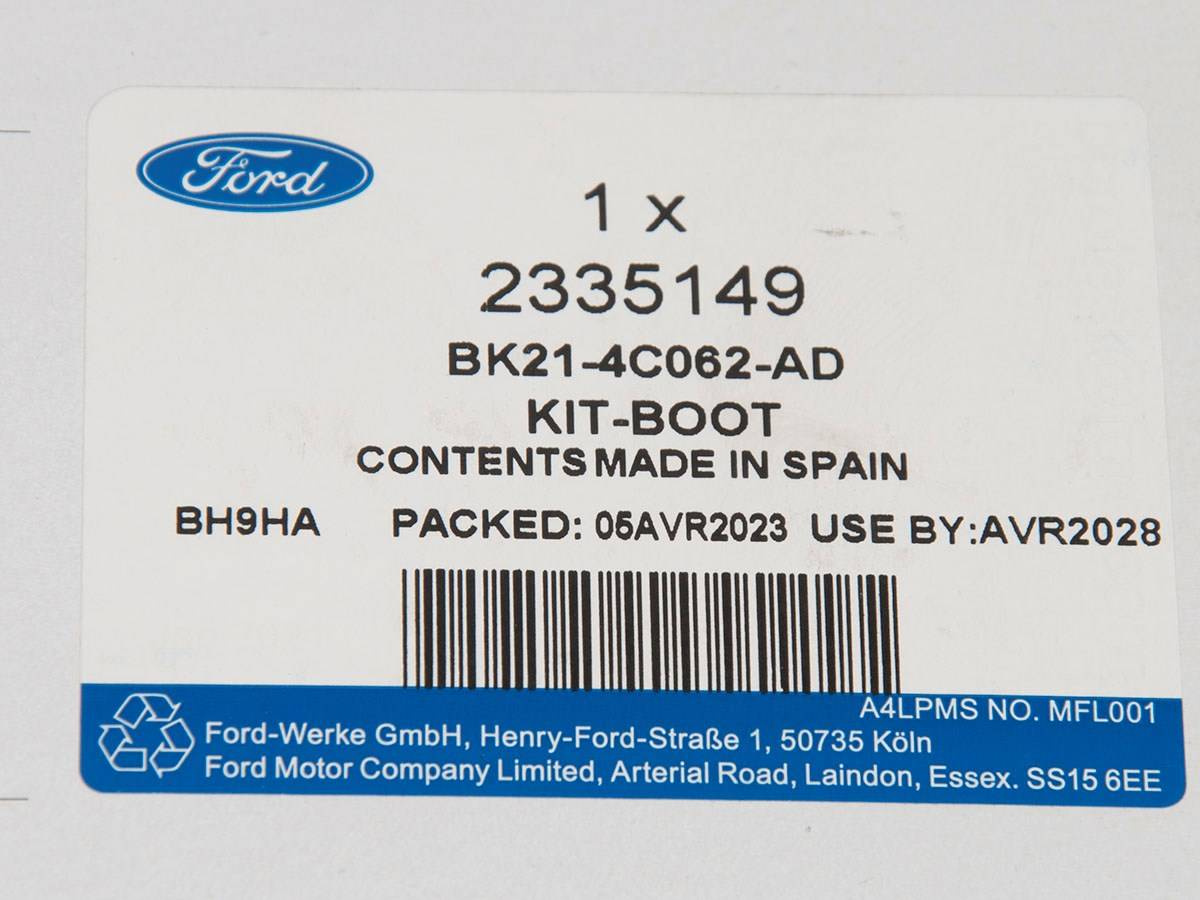 Ford
1 x
2335149
BK21-4C062-AD
KIT-BOOT
CONTENTS MADE IN SPAIN
BH9HA PACKED: 05AVR2023 USE BY:AVR2028
A4LPMS NO. MFL001
Ford-Werke GmbH, Henry-Ford-Straße 1, 50735 Köln
Ford Motor Company Limited, Arterial Road, Laindon, Essex. SS15 6EE